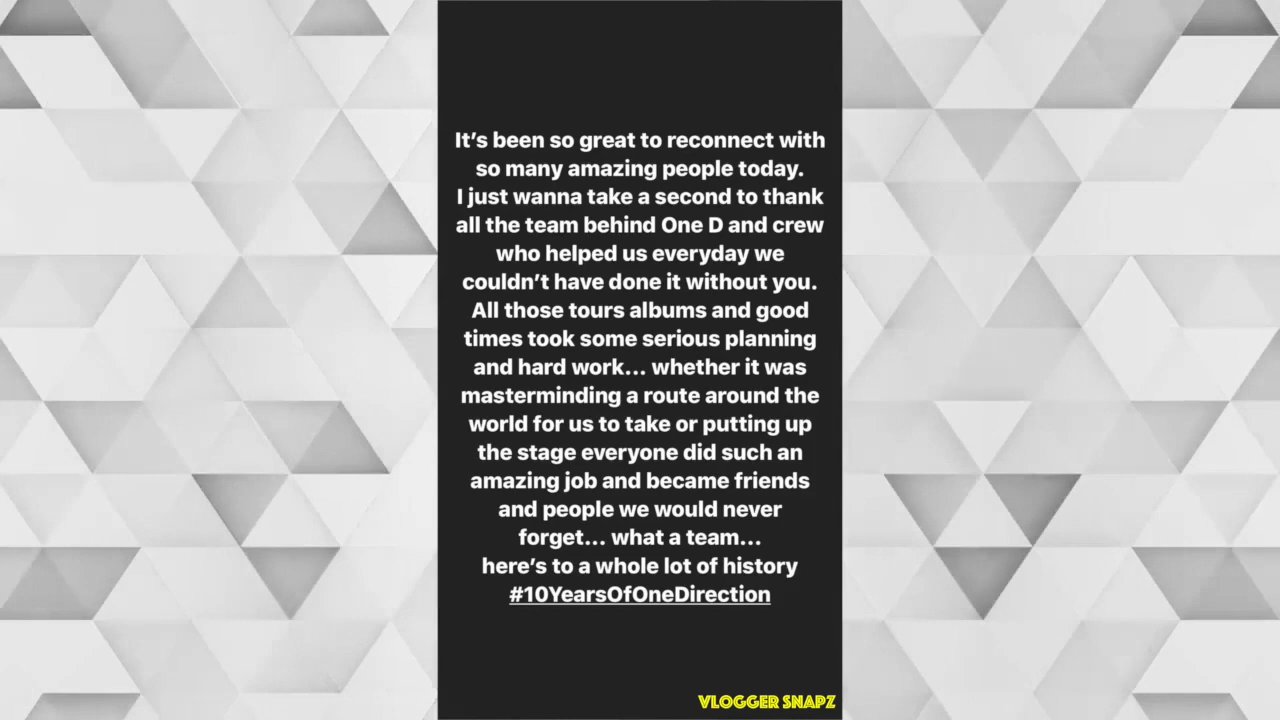 It's been so great to reconnect with
so many amazing people today.
I just wanna take a second to thank
all the team behind One D and crew
who helped us everyday we
couldn't have done it without you.
All those tours albums and good
times took some serious planning
and hard work... whether it was
masterminding a route around the
world for us to take or putting up
the stage everyone did such an
amazing job and became friends
and people we would never
forget... what a team...
here's to a whole lot of history
#10YearsOfOneDirection
VLOGGER SNAPZ